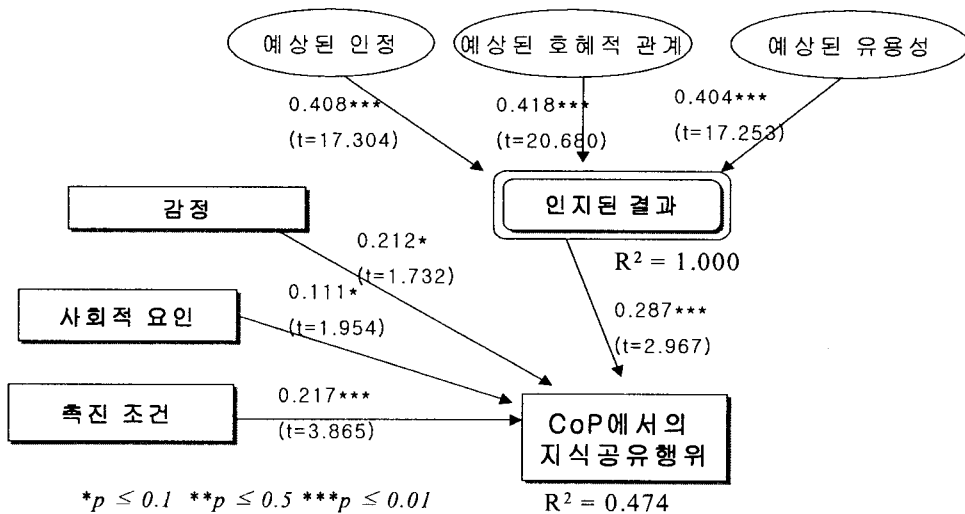 예상된 인정
예상된 호혜적 관계
예상된 유용성
0.408***
(t=17.304)
0.418***
(t=20.680)
0.404***
(t=17.253)
인지된 결과
R² = 1.000
감정
0.212*
(t=1.732)
사회적 요인
0.111*
(t=1.954)
0.287***
(t=2.967)
촉진 조건
0.217***
(t=3.865)
CoP에서의
지식공유행위
R² = 0.474
*p ≤ 0.1 **p ≤ 0.5 ***p ≤ 0.01